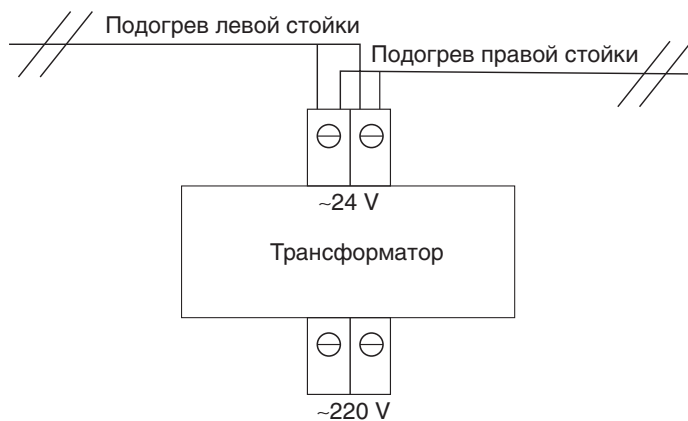 Подогрев левой стойки
Подогрев правой стойки
~24 V
Трансформатор
~220 V